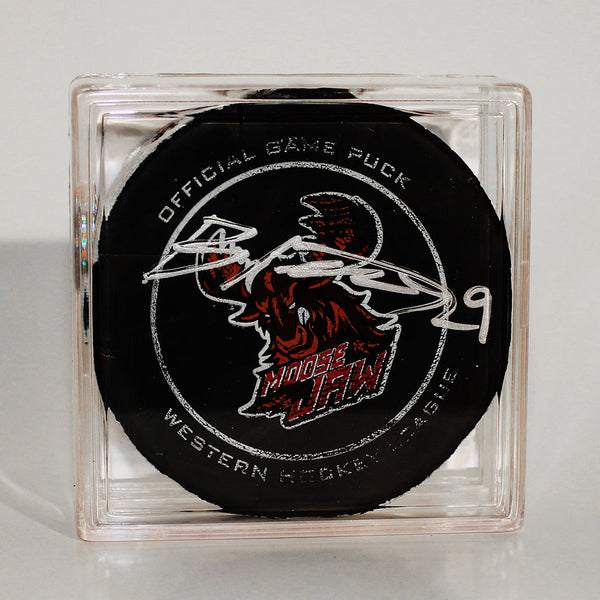 OFFICIAL GAME PUCK
29
MOOSE
JAW
WESTERN HOCKEY LEAGUE